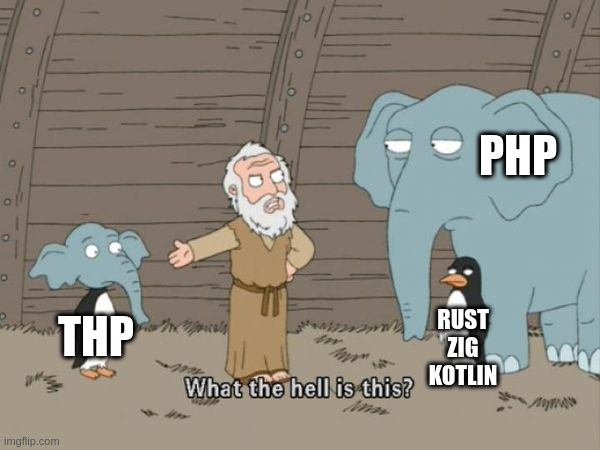 PHP
THP
RUST
ZIG
KOTLIN
What the hell is this?
imgflip.com